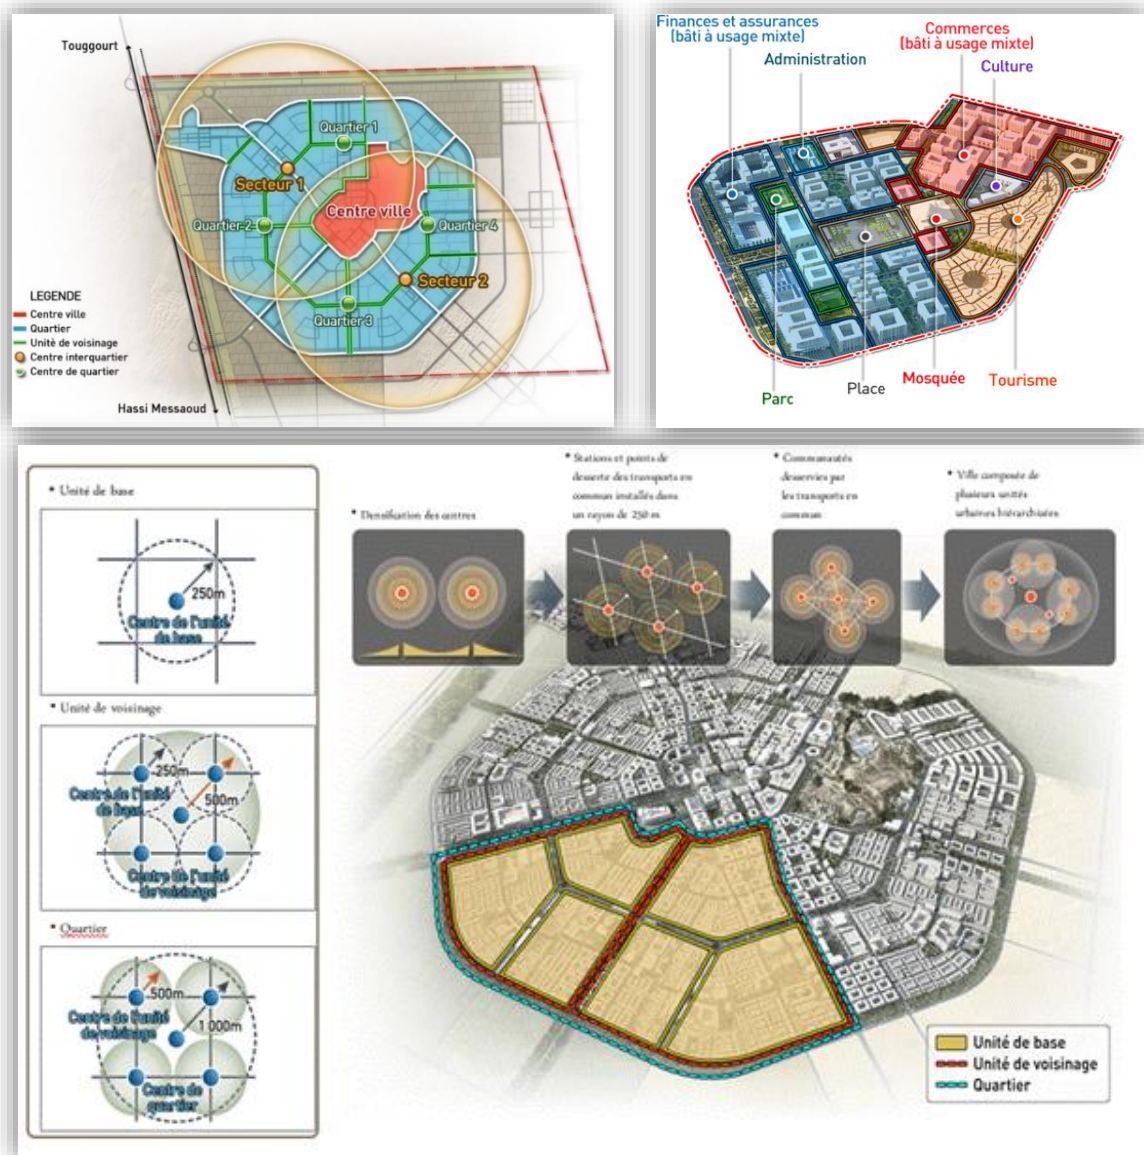 Touggourt
Quartier 1
Secteur 1
Centre ville
Quartier 2
Quartier 4
Secteur 2
Quartier 3
LEGENDE
Centre ville
Quartier
Unité de voisinage
Centre interquartier
Centre de quartier
Hassi Messaoud
Finances et assurances
(bâti à usage mixte)
Administration
Commerces
(bâti à usage mixte)
Culture
Parc
Place
Mosquée
Tourisme
* Unité de base
250m
Centre de l'unité
de base
* Unité de voisinage
250m
Centre de l'unité
de base
500m
Centre de l'unité
de voisinage
* Quartier
500m
Centre de l'unité
de voisinage
1 000m
Centre de
quartier
* Densification des centres
* Stations et points de
desserte des transports en
commun installés dans
un rayon de 250 m
* Communautés
desservies par
les transports en
commun
* Ville composée de
plusieurs unités
urbaines hiérarchisées
Unité de base
Unité de voisinage
Quartier